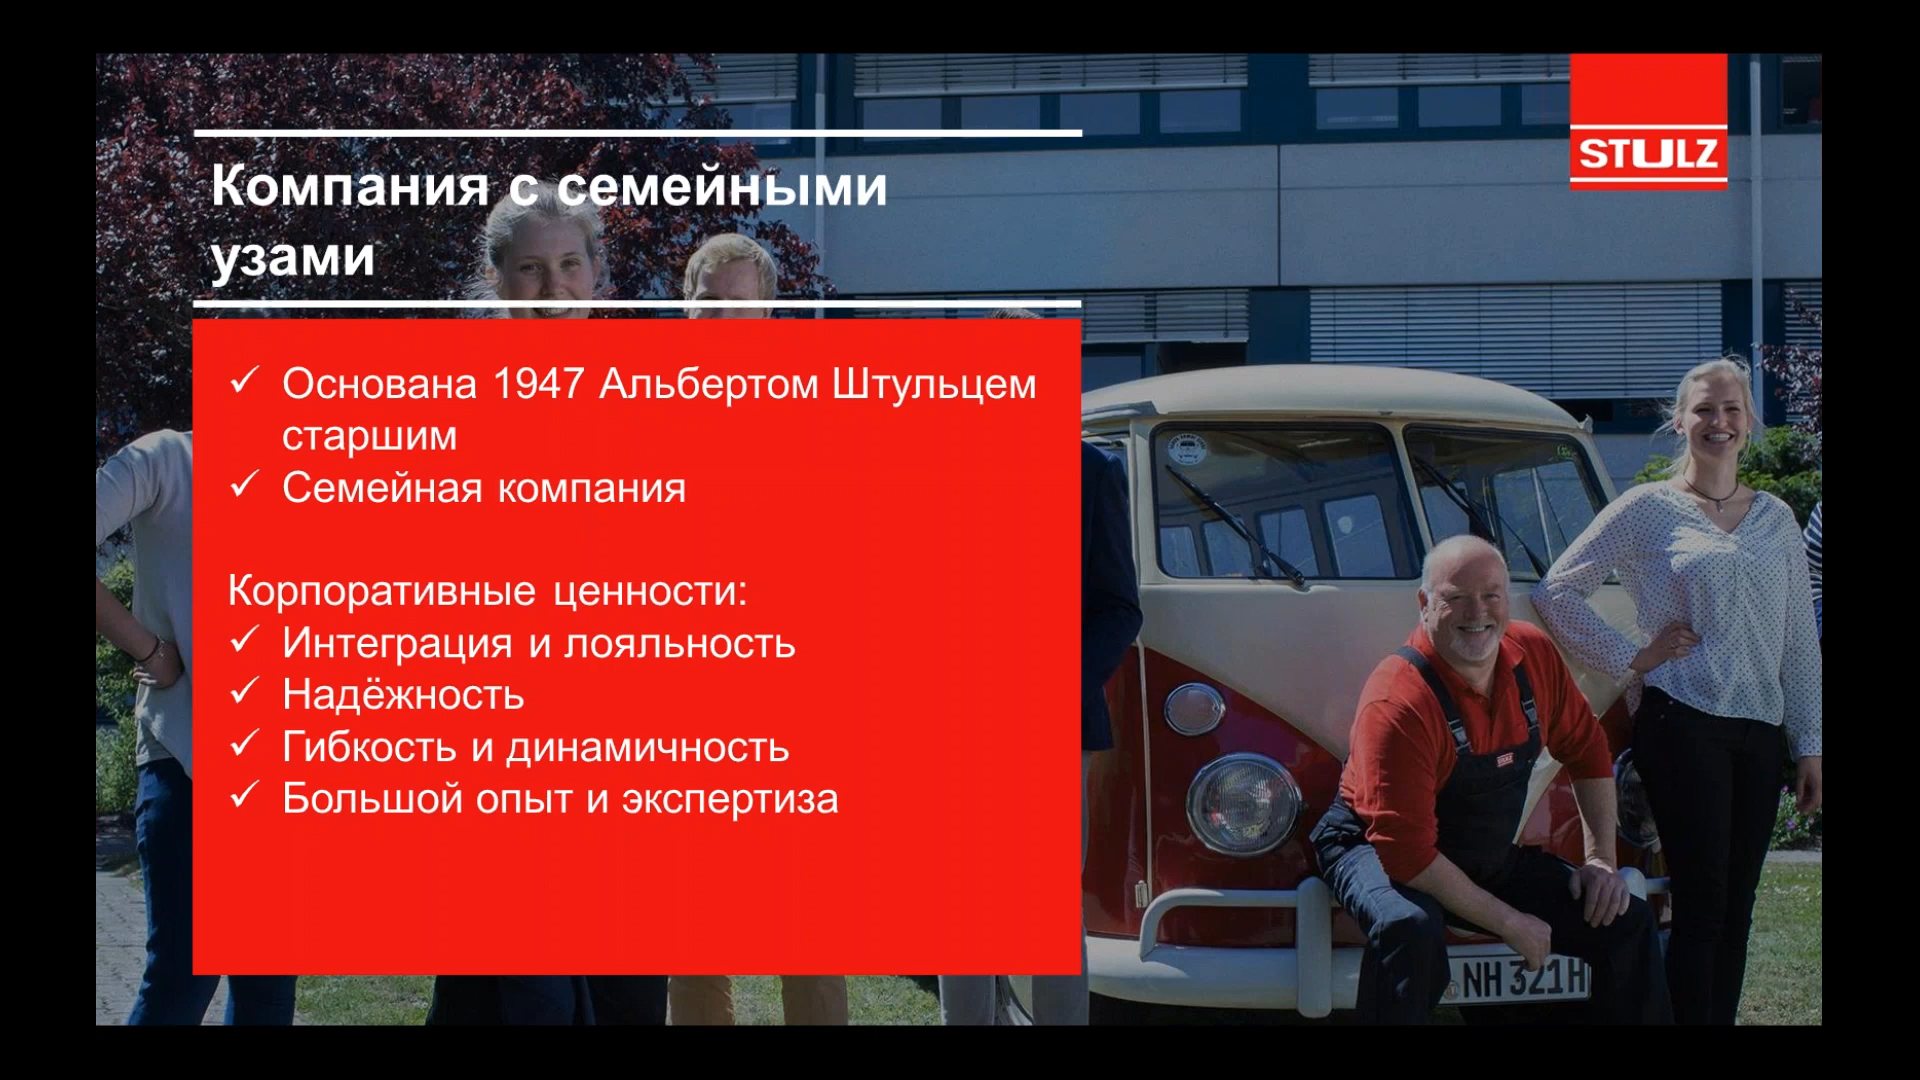 STULZ
Компания с семейными
узами
✓ Основана 1947 Альбертом Штульцем
старшим
✓ Семейная компания
Корпоративные ценности:
✓ Интеграция и лояльность
✓ Надёжность
✓ Гибкость и динамичность
✓ Большой опыт и экспертиза
NH 321H